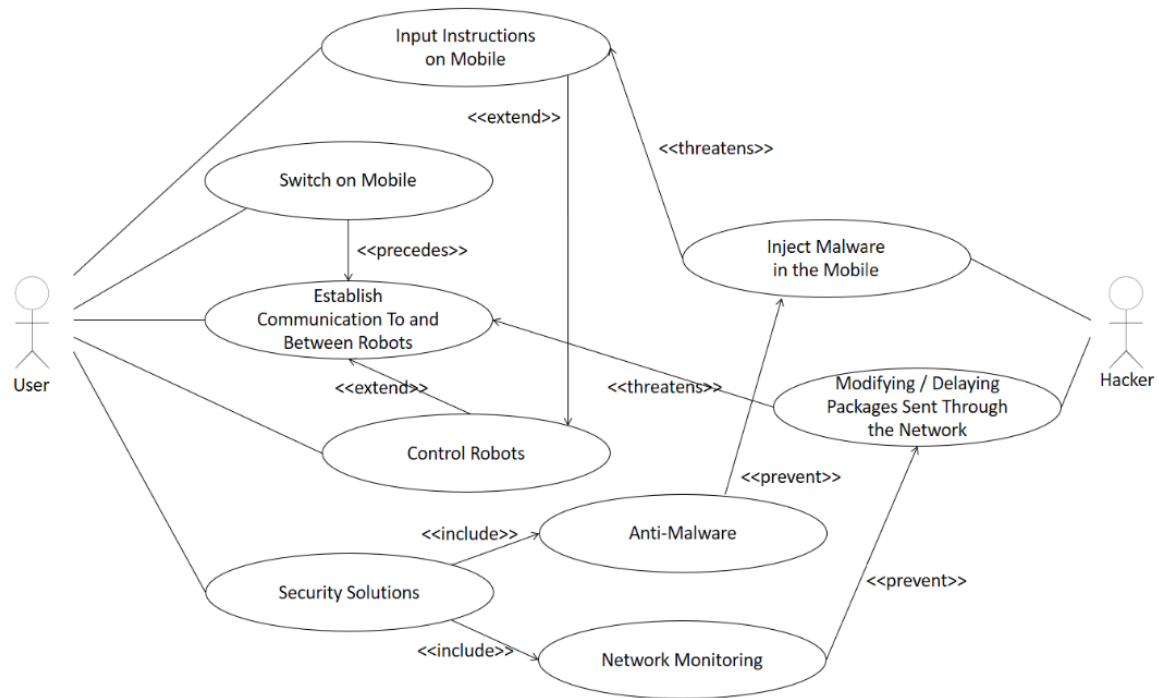 Input Instructions
on Mobile
<<extend>>
<<threatens>>
Switch on Mobile
<<precedes>>
Inject Malware
in the Mobile
Establish
Communication To and
Between Robots
User
Hacker
<<extend>>
<<threatens>>
Modifying / Delaying
Packages Sent Through
the Network
Control Robots
<<prevent>>
<<include>>
Anti-Malware
<<prevent>>
Security Solutions
<<include>>
Network Monitoring